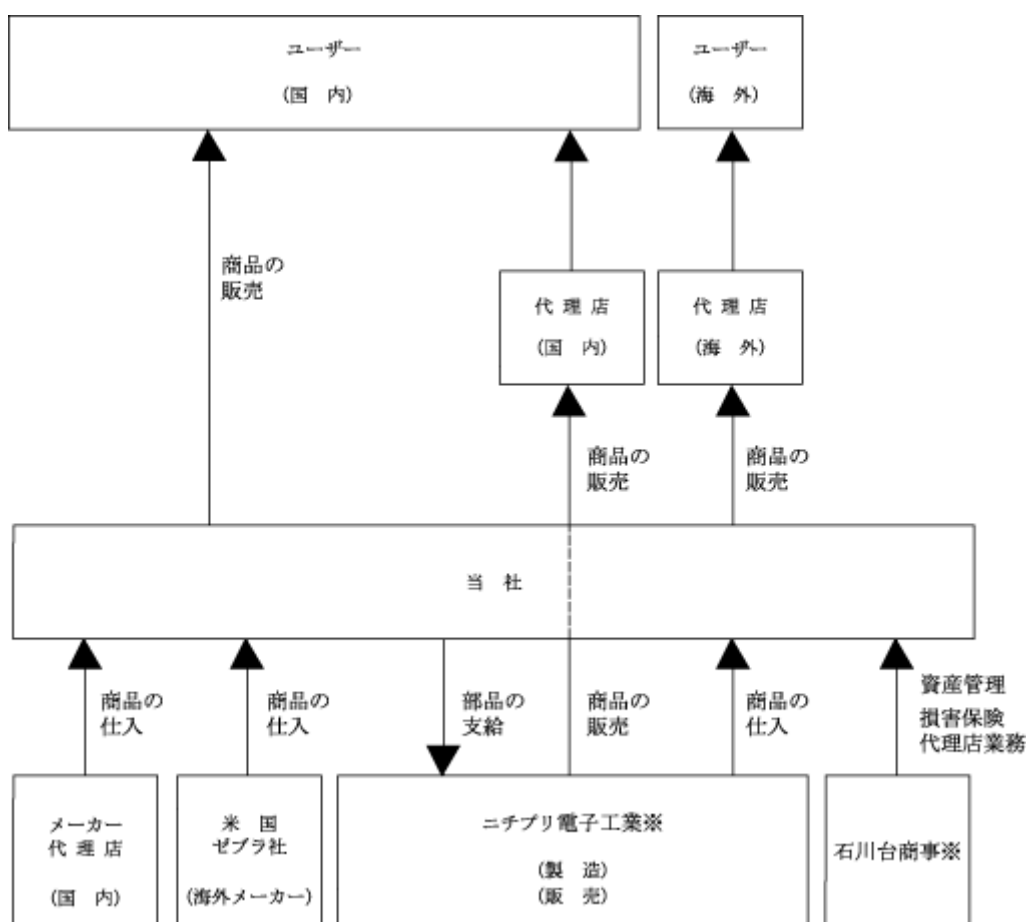 ユーザー
(国 内)
ユーザー
(海 外)
商品の
販売
代 理 店
(国 内)
代 理 店
(海 外)
商品の
販売
商品の
販売
当 社
商品の
仕入
商品の
仕入
部品の
支給
商品の
販売
商品の
仕入
資産管理
損害保険
代理店業務
メーカー
代 理 店
(国 内)
米 国
ゼブラ社
(海外メーカー)
ニチプリ電子工業※
(製 造)
(販 売)
石川台商事※